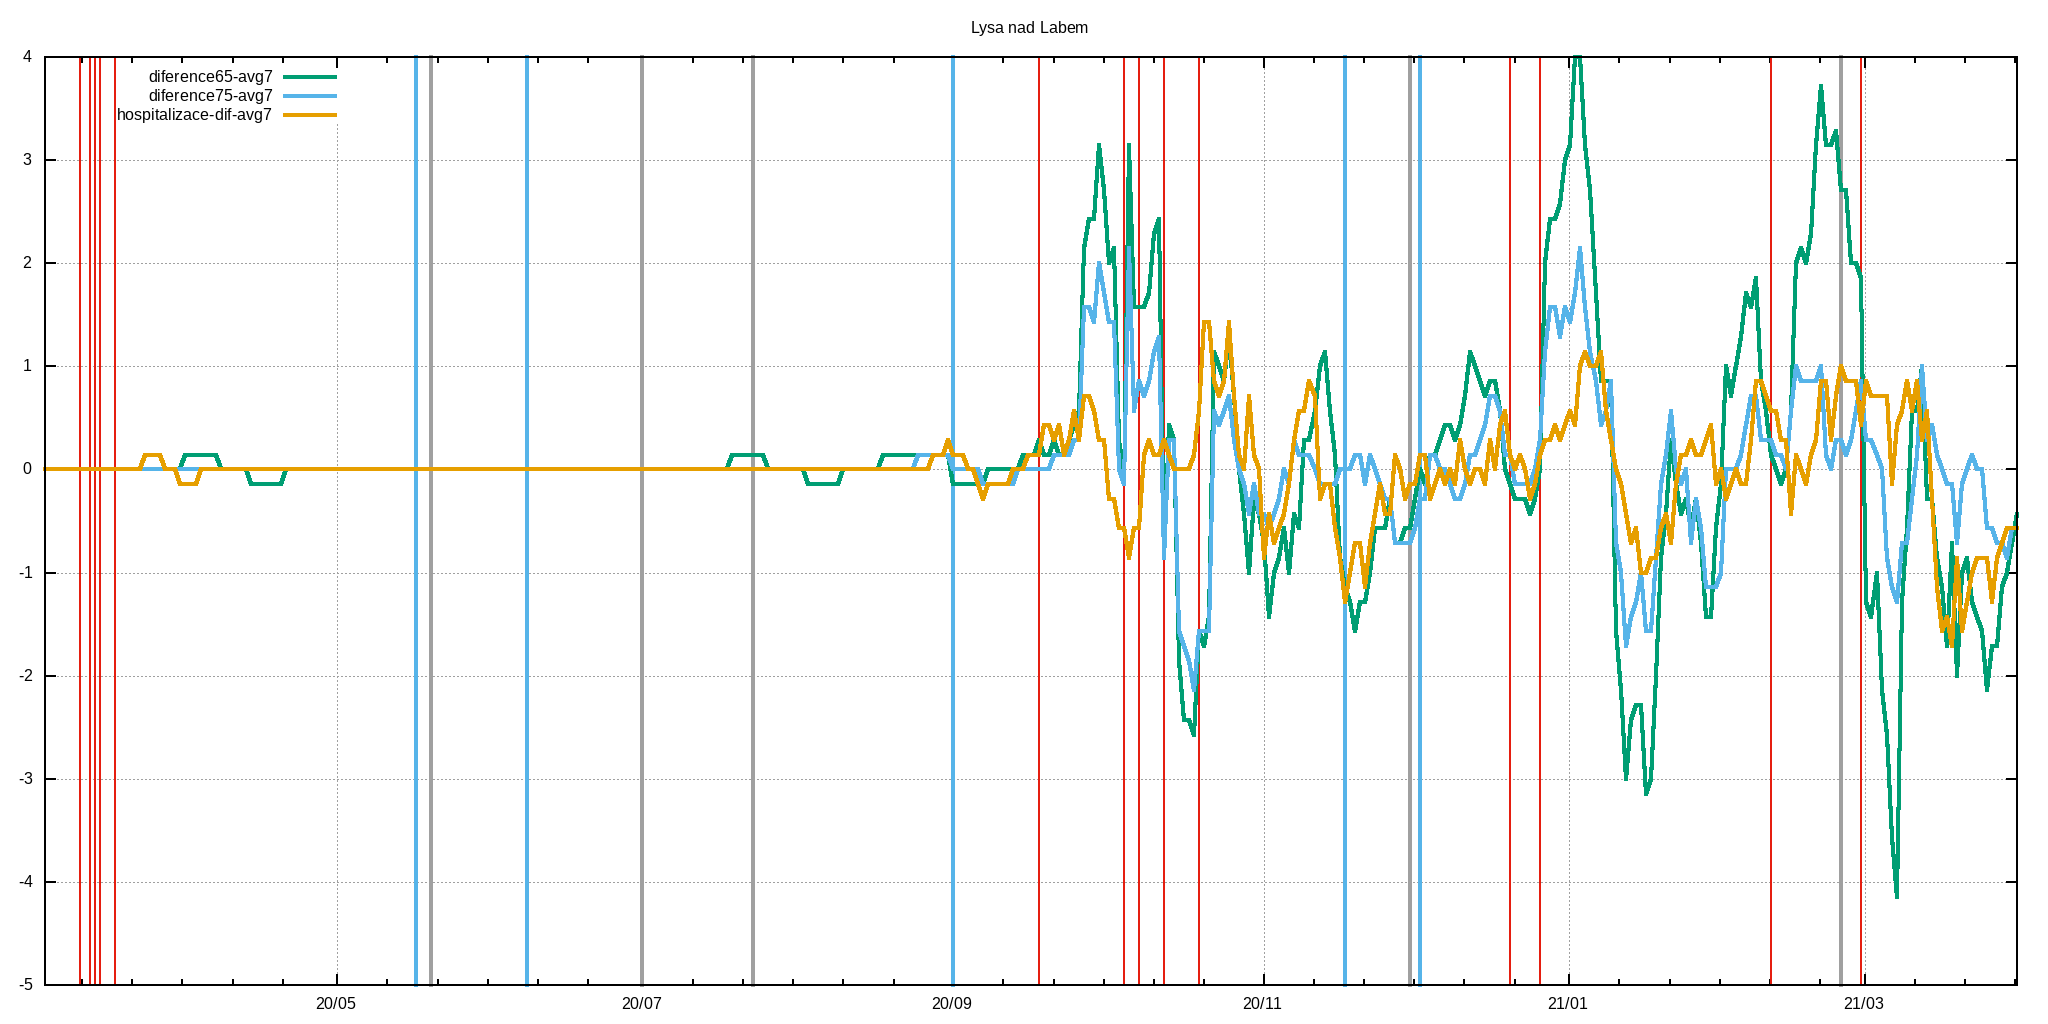 Lysa nad Labem
4
diference65-avg7
diference75-avg7
hospitalizace-dif-avg7
3
2
1
0
-1
-2
-3
-4
-5
20/05 20/07 20/09 20/11 21/01 21/03